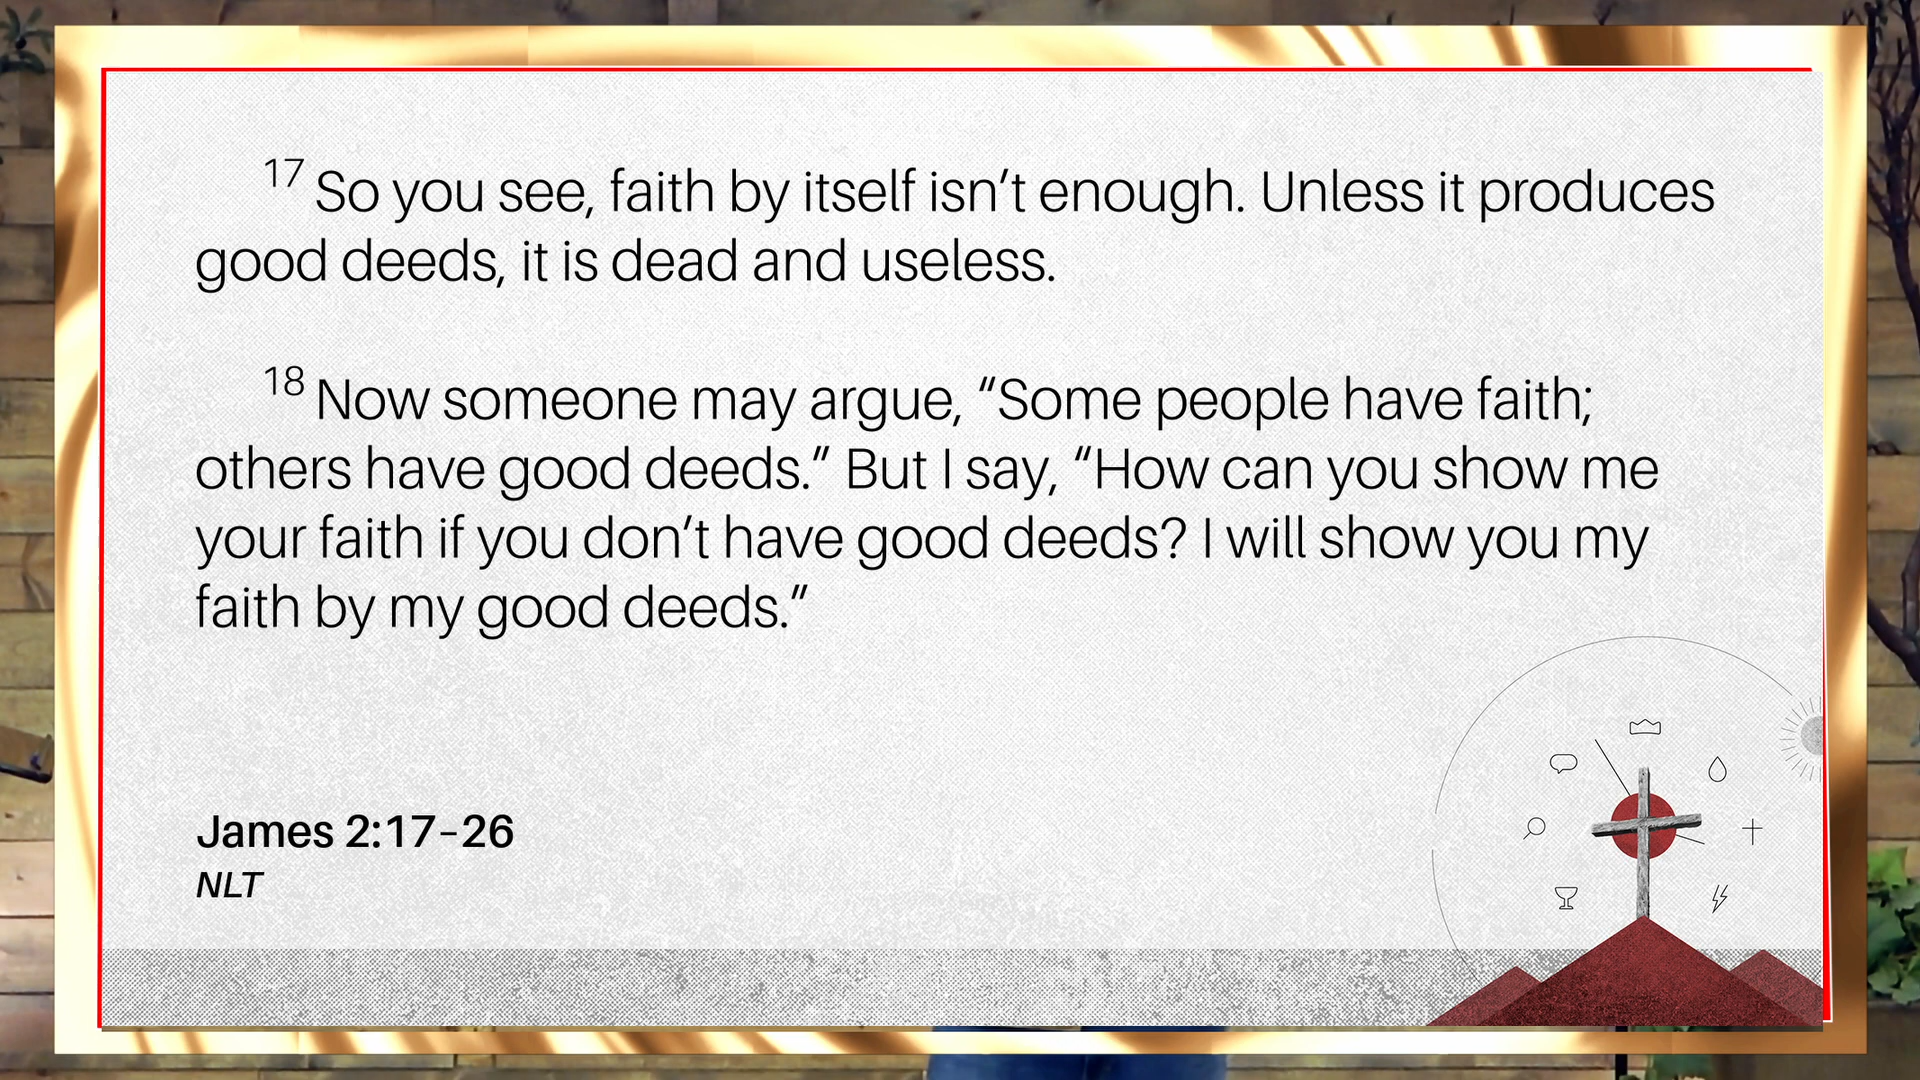 17 So you see, faith by itself isn’t enough. Unless it produces
good deeds, it is dead and useless.
18 Now someone may argue, “Some people have faith;
others have good deeds.” But I say, “How can you show me
your faith if you don’t have good deeds? I will show you my
faith by my good deeds.”
James 2:17–26
NLT